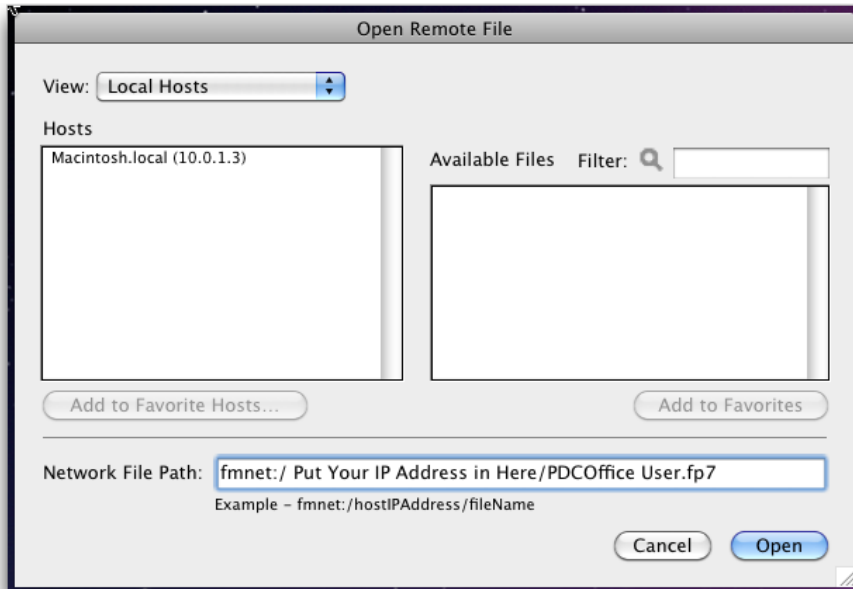 Open Remote File
View: Local Hosts
Hosts
Macintosh.local (10.0.1.3)
Available Files Filter:
Add to Favorite Hosts...
Add to Favorites
Network File Path: fmnet:/ Put Your IP Address in Here/PDCOffice User.fp7
Example – fmnet:/hostIPAddress/fileName
Cancel Open